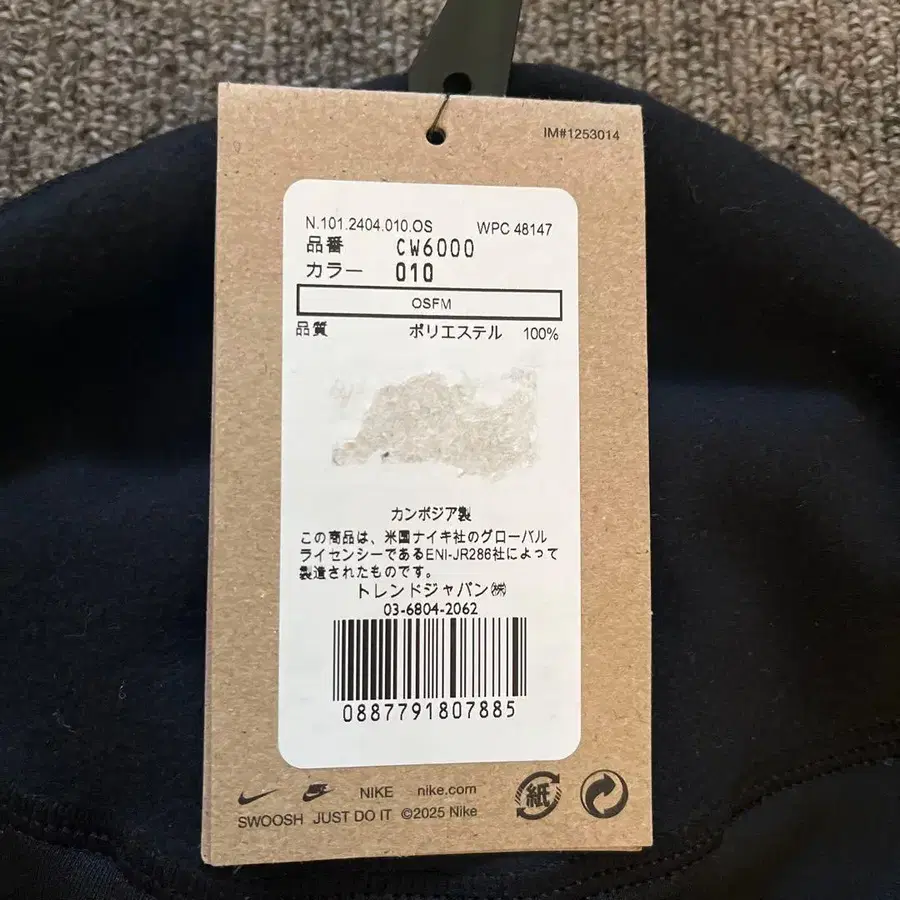 IM#1253014
N.101.2404.010.OS WPC 48147
品番 CW6000
カラー 010
OSFM
品質 ポリエステル 100%
カンボジア製
この商品は、米国ナイキ社のグローバル
ライセンシーであるENI-JR286社によって
製造されたものです。
トレンドジャパン㈱
03-6804-2062
0887791807885
NIKE nike.com
SWOOSH JUST DO IT ©2025 Nike
紙